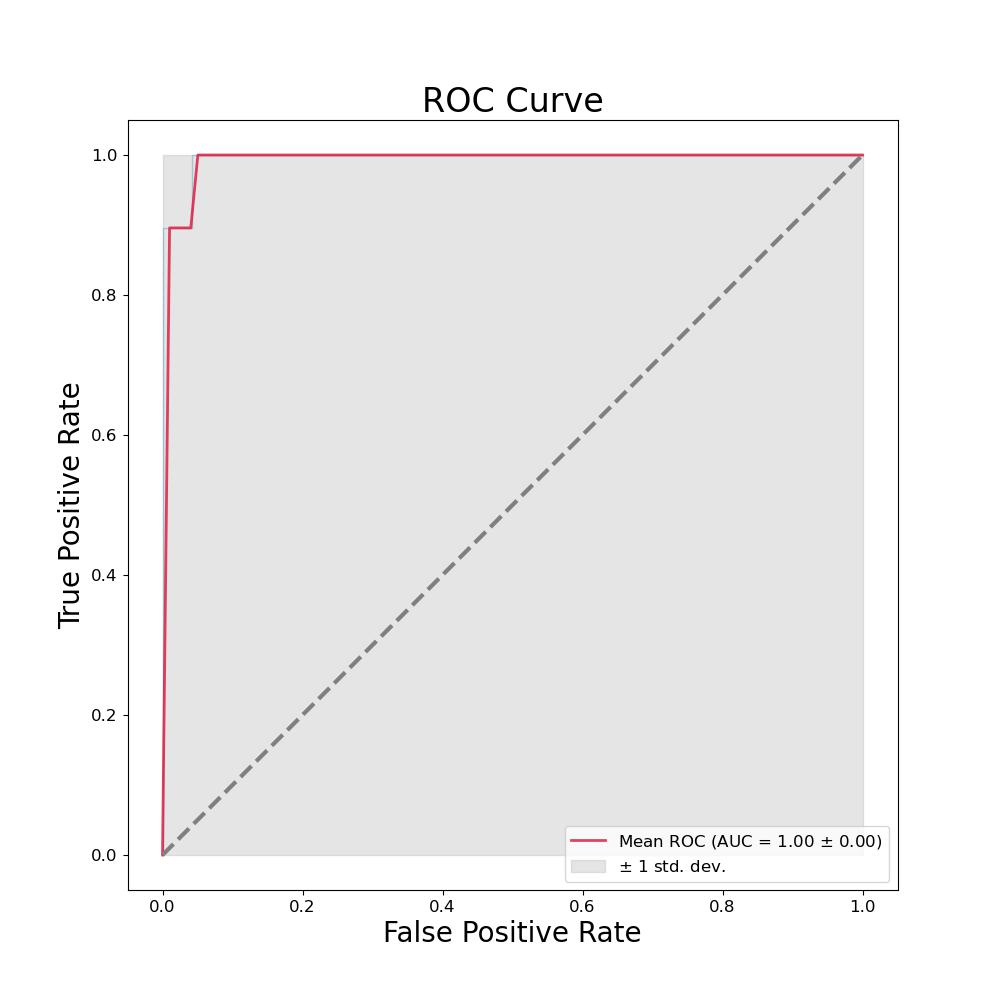 ROC Curve
1.0
0.8
0.6
0.4
0.2
0.0
True Positive Rate
Mean ROC (AUC = 1.00 ± 0.00)
± 1 std. dev.
0.0 0.2 0.4 0.6 0.8 1.0
False Positive Rate